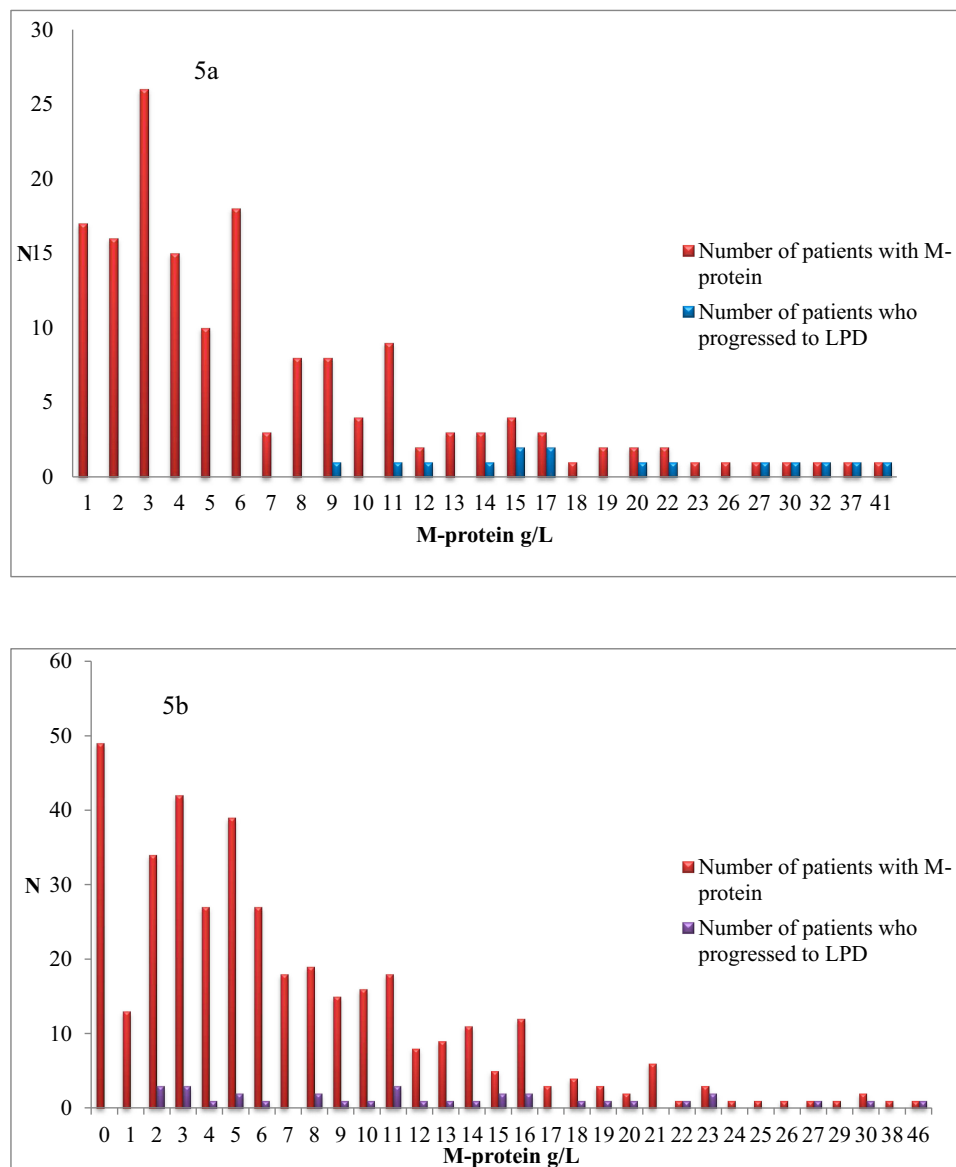 5a
30
25
20
15
10
5
0
N
Number of patients with M-
protein
Number of patients who
progressed to LPD
1 2 3 4 5 6 7 8 9 10 11 12 13 14 15 17 18 19 20 22 23 26 27 30 32 37 41
M-protein g/L
5b
60
50
40
30
20
10
0
N
Number of patients with M-
protein
Number of patients who
progressed to LPD
0 1 2 3 4 5 6 7 8 9 10 11 12 13 14 15 16 17 18 19 20 21 22 23 24 25 26 27 29 30 38 46
M-protein g/L